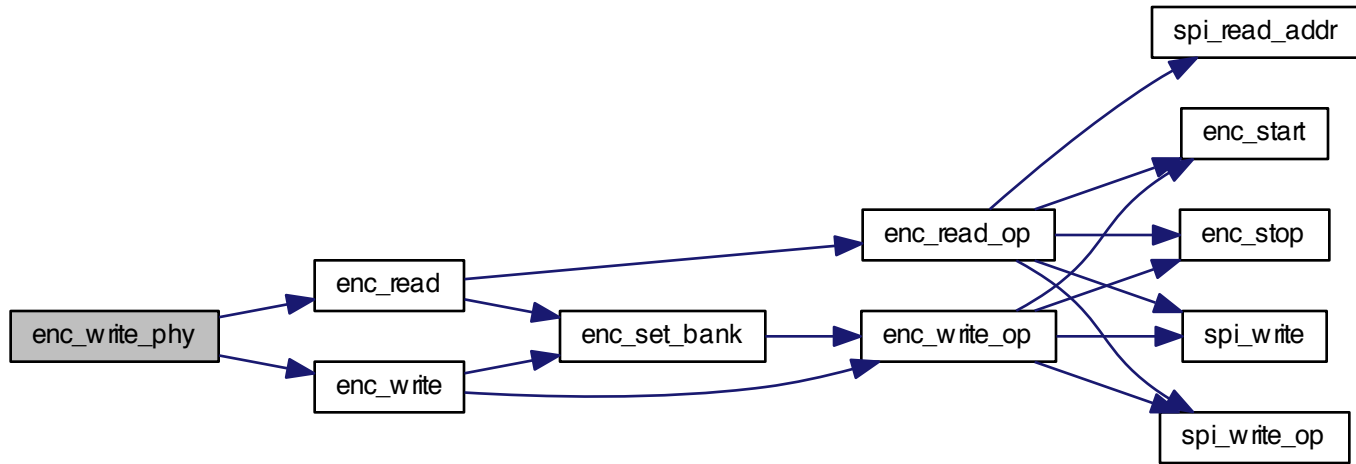 spi_read_addr
enc_start
enc_read_op
enc_stop
enc_read
enc_write_phy
enc_set_bank
enc_write_op
spi_write
enc_write
spi_write_op